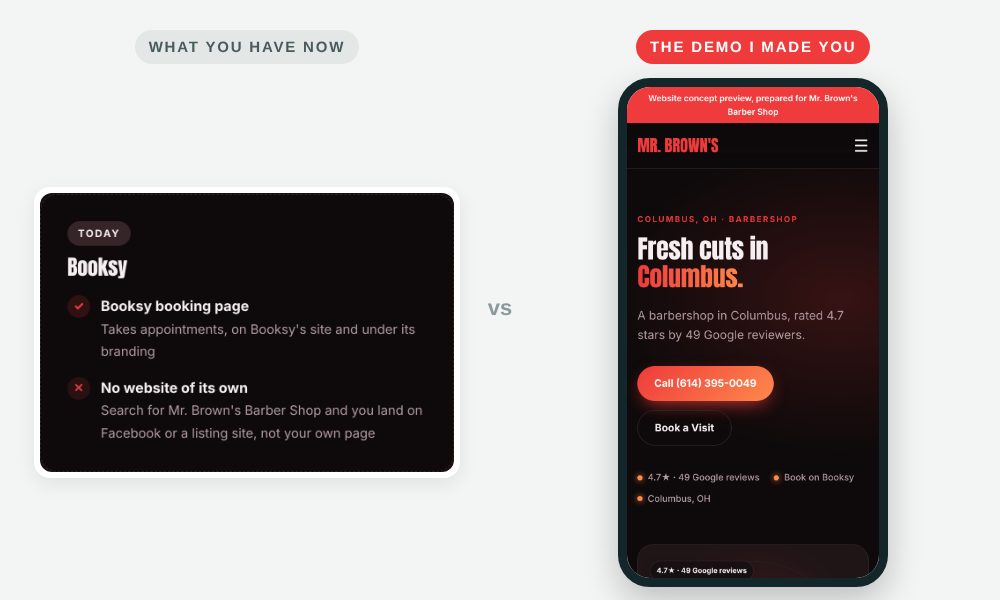 WHAT YOU HAVE NOW
TODAY
Booksy
Booksy booking page
Takes appointments, on Booksy's site and under its
branding
No website of its own
Search for Mr. Brown's Barber Shop and you land on
Facebook or a listing site, not your own page
vs
THE DEMO I MADE YOU
Website concept preview, prepared for Mr. Brown's
Barber Shop
MR. BROWN'S
COLUMBUS, OH · BARBERSHOP
Fresh cuts in
Columbus.
A barbershop in Columbus, rated 4.7
stars by 49 Google reviewers.
Call (614) 395-0049
Book a Visit
4.7★ · 49 Google reviews
Book on Booksy
Columbus, OH
4.7★ · 49 Google reviews